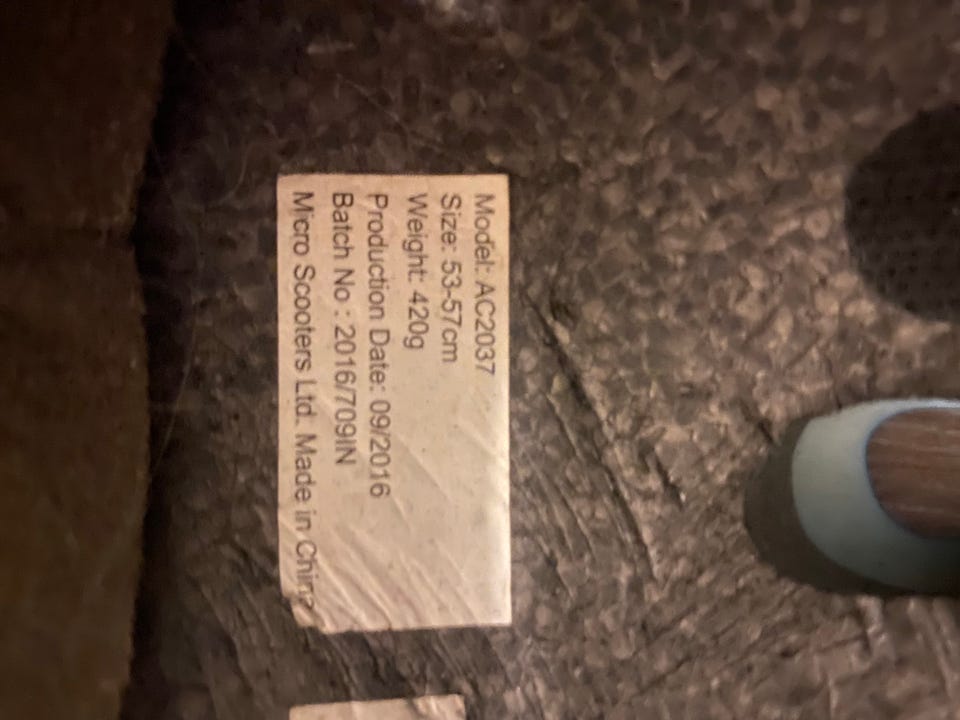 Model: AC2037
Size: 53-57cm
Weight: 420g
Production Date: 09/2016
Batch No : 2016/709IN
Micro Scooters Ltd. Made in China